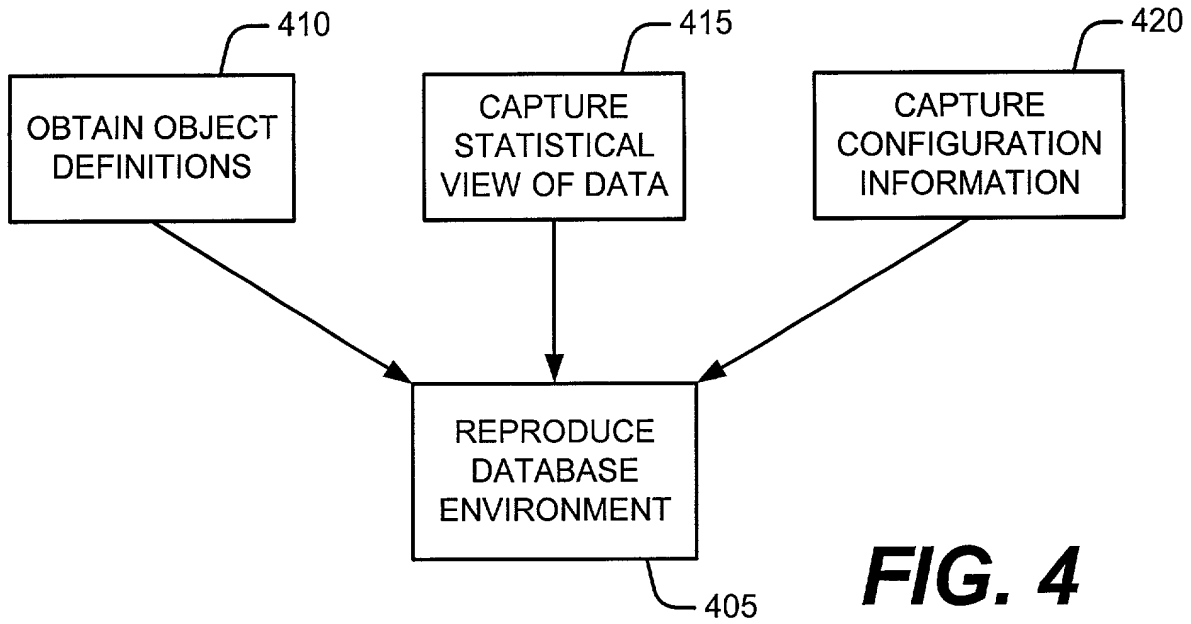 410
415
420
OBTAIN OBJECT
DEFINITIONS
CAPTURE
STATISTICAL
VIEW OF DATA
CAPTURE
CONFIGURATION
INFORMATION
REPRODUCE
DATABASE
ENVIRONMENT
405
FIG. 4